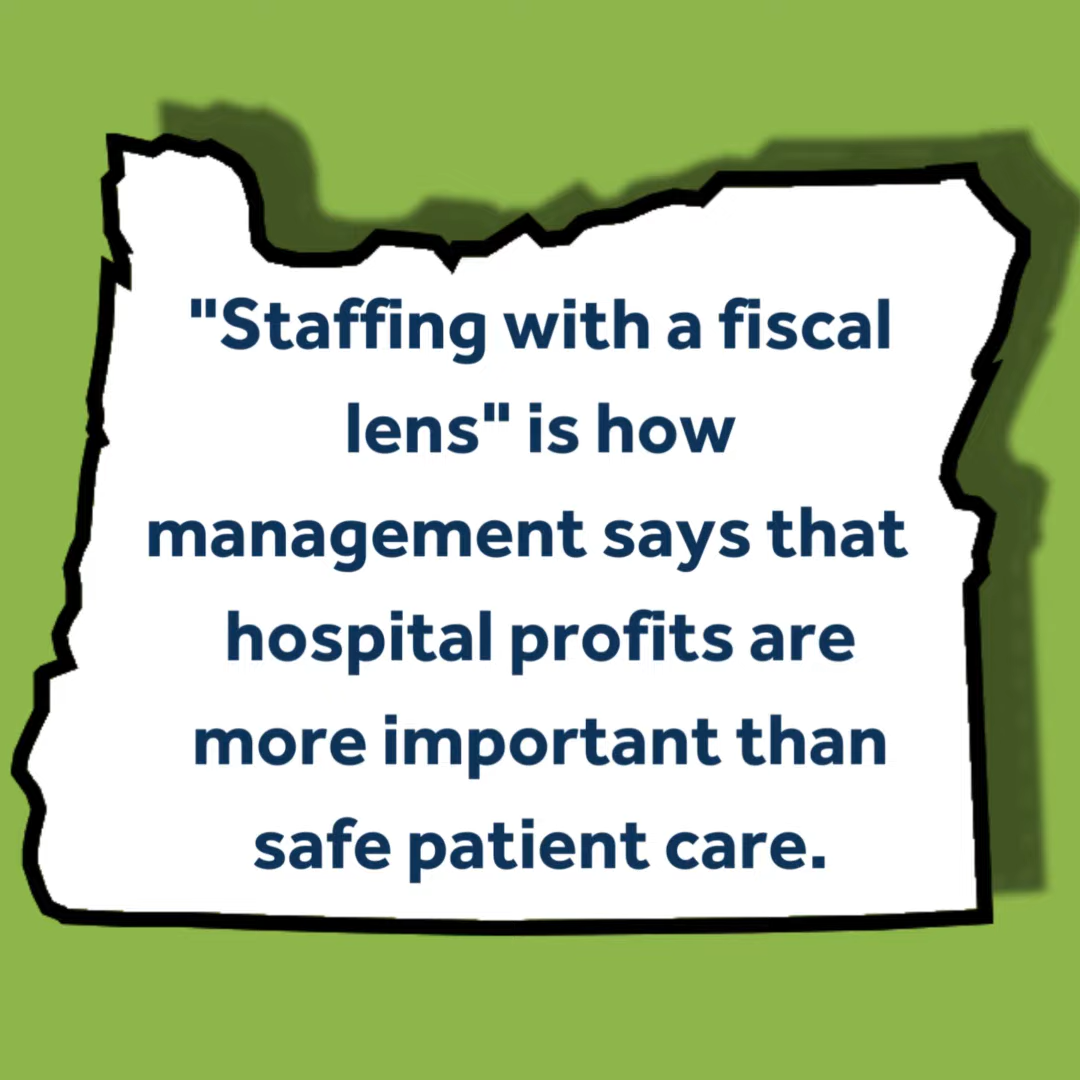 "Staffing with a fiscal
lens" is how
management says that
hospital profits are
more important than
safe patient care.